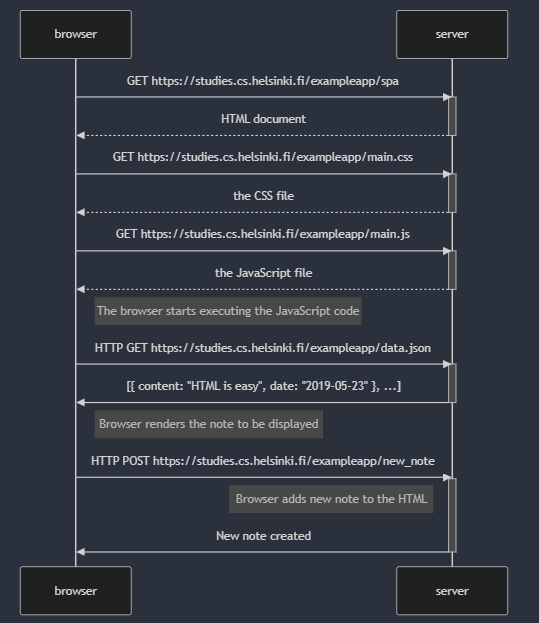 browser
server
GET https://studies.cs.helsinki.fi/exampleapp/spa
HTML document
GET https://studies.cs.helsinki.fi/exampleapp/main.css
the CSS file
GET https://studies.cs.helsinki.fi/exampleapp/main.js
the JavaScript file
The browser starts executing the JavaScript code
HTTP GET https://studies.cs.helsinki.fi/exampleapp/data.json
[{ content: "HTML is easy", date: "2019-05-23" }, ...]
Browser renders the note to be displayed
HTTP POST https://studies.cs.helsinki.fi/exampleapp/new_note
Browser adds new note to the HTML
New note created
browser
server